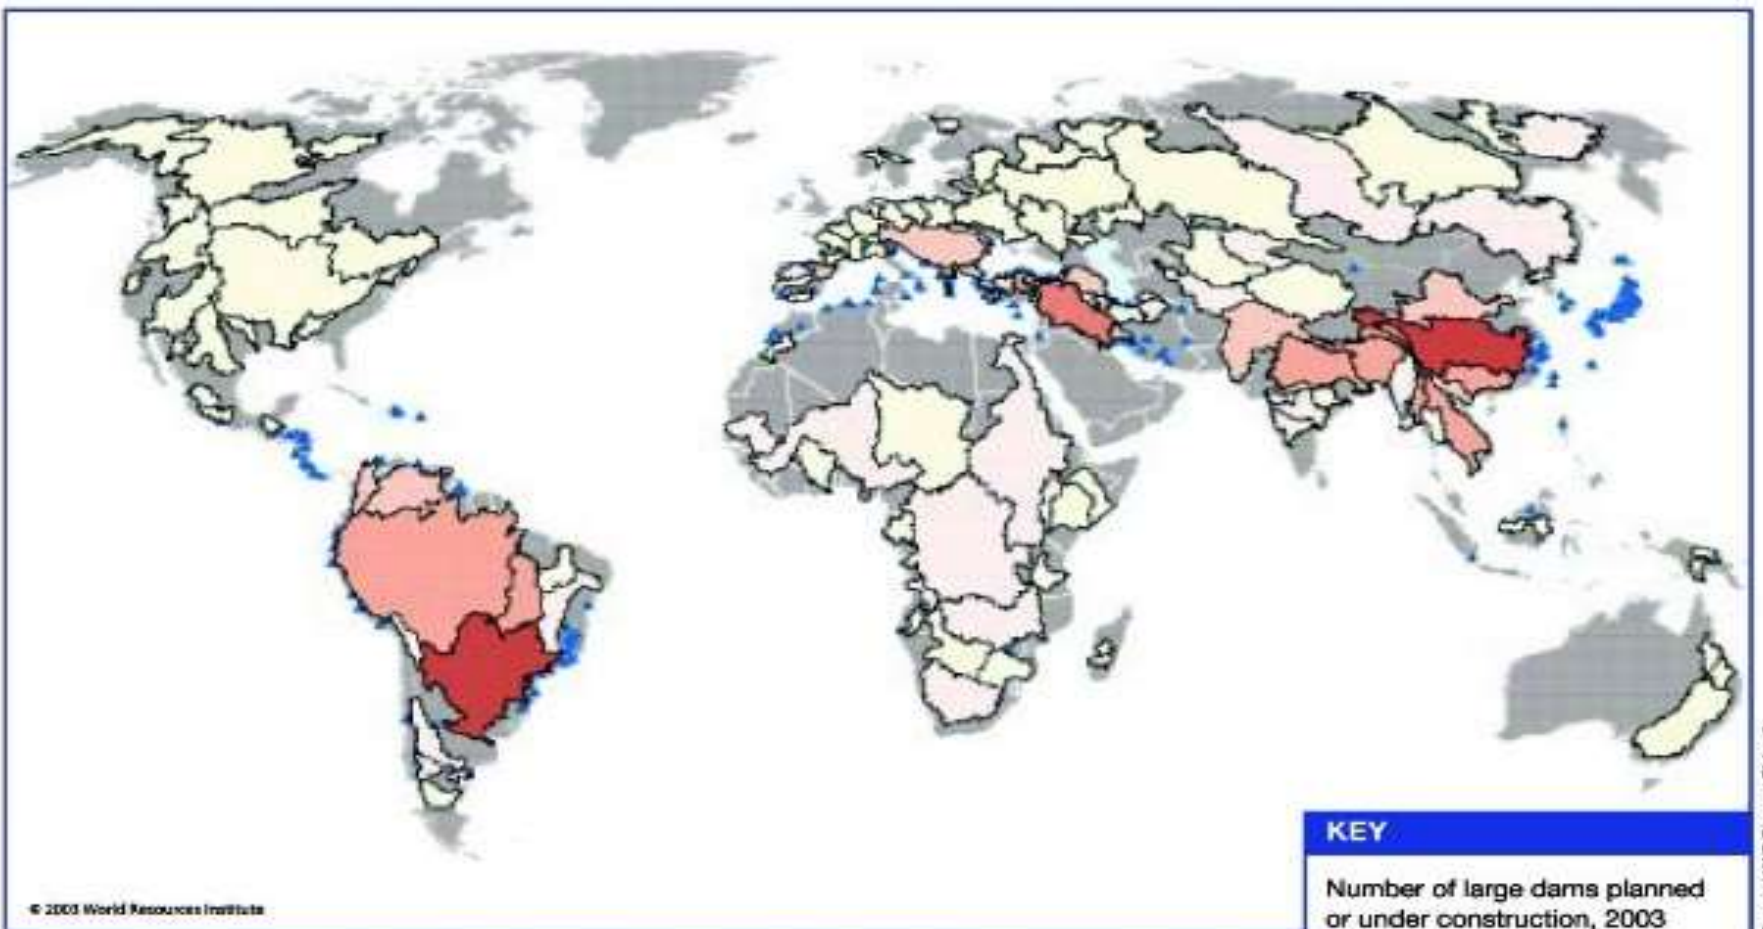 © 2003 World Resources Institute
KEY
Number of large dams planned
or under construction, 2003